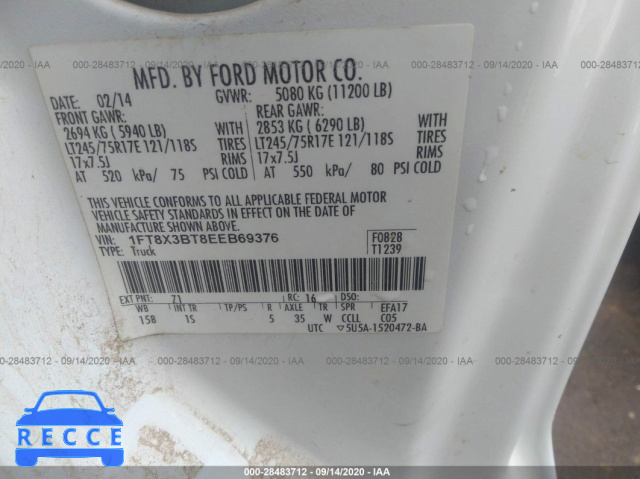 000-28483712 - 09/14/2020 - IAA
MFD. BY FORD MOTOR CO.
DATE: 02/14
GVWR: 5080 KG (11200 LB)
FRONT GAWR:
REAR GAWR:
2694 KG ( 5940 LB) WITH
2853 KG ( 6290 LB) WITH
LT245/75R17E 121/118S TIRES
LT245/75R17E 121/118S TIRES
17x7.5J RIMS
17x7.5J RIMS
AT 520 kPa/ 75 PSI COLD
AT 550 kPa/ 80 PSI COLD
THIS VEHICLE CONFORMS TO ALL APPLICABLE FEDERAL MOTOR
VEHICLE SAFETY STANDARDS IN EFFECT ON THE DATE OF
MANUFACTURE SHOWN ABOVE.
VIN: 1FT8X3BT8EEB69376
F0828
TYPE: Truck
T1239
EXT PNT: Z1 RC: 16 DSO:
WB INT TR TP/PS R AXLE TR SPR EFA17
158 1S 5 35 W CCLL C05
UTC ▽5U5A-1520472-BA
000-28483712 - 09/14/2020 - IAA
RECCE
000-28483712 - 09/14/2020 - IAA